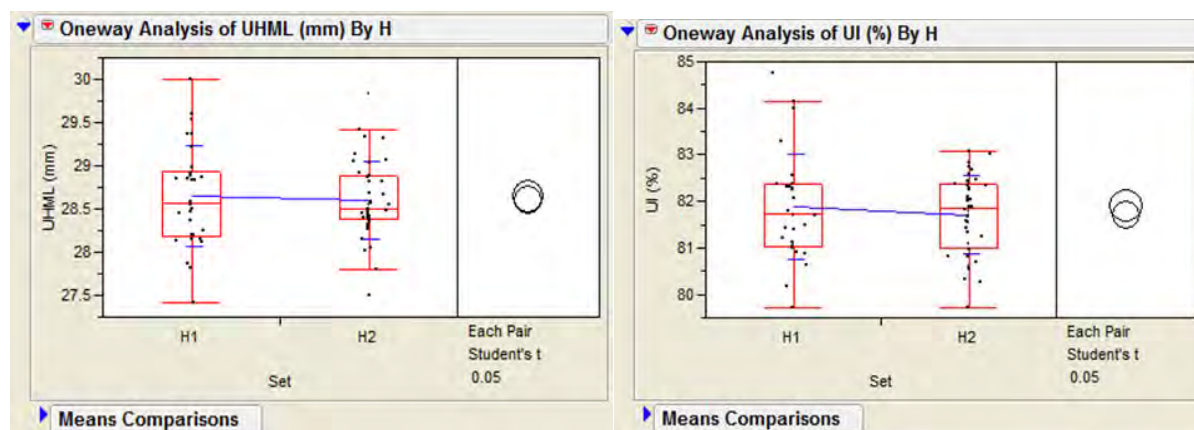 Oneway Analysis of UHML (mm) By H
30
29.5
29
28.5
28
27.5
UHML (mm)
H1
H2
Each Pair
Student's t
0.05
Set
Means Comparisons
Oneway Analysis of UI (%) By H
85
84
83
82
81
80
UI (%)
H1
H2
Each Pair
Student's t
0.05
Set
Means Comparisons